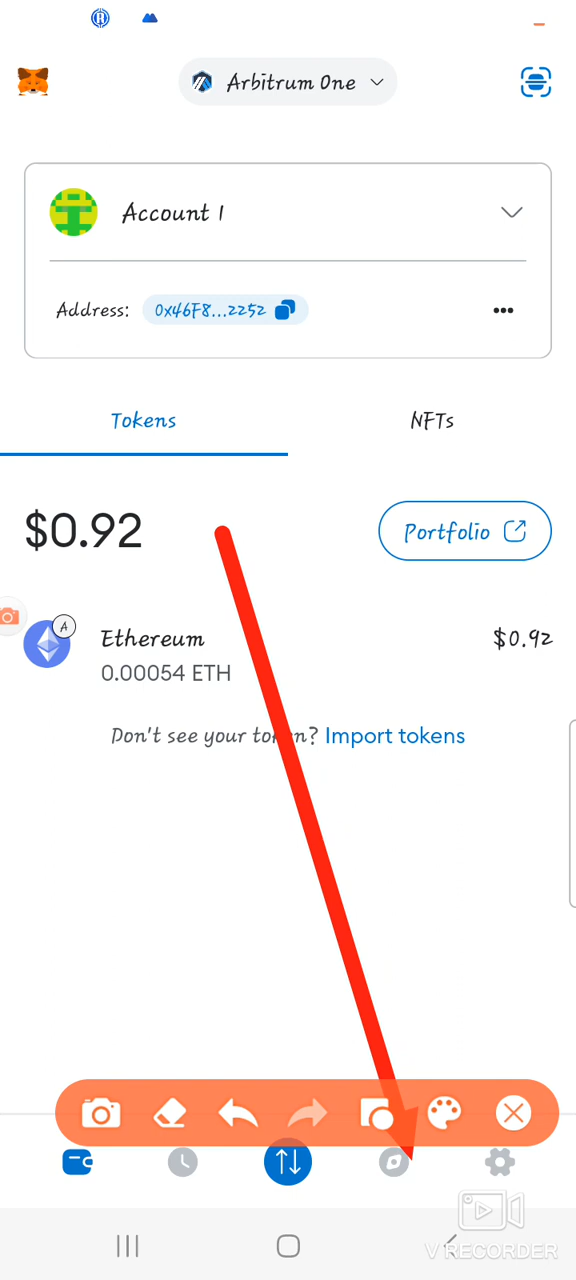 Arbitrum One
Account 1
Address: 0x46F8...2252
Tokens NFTs
$0.92 Portfolio
A
Ethereum $0.92
0.00054 ETH
Don't see your token? Import tokens
V RECORDER